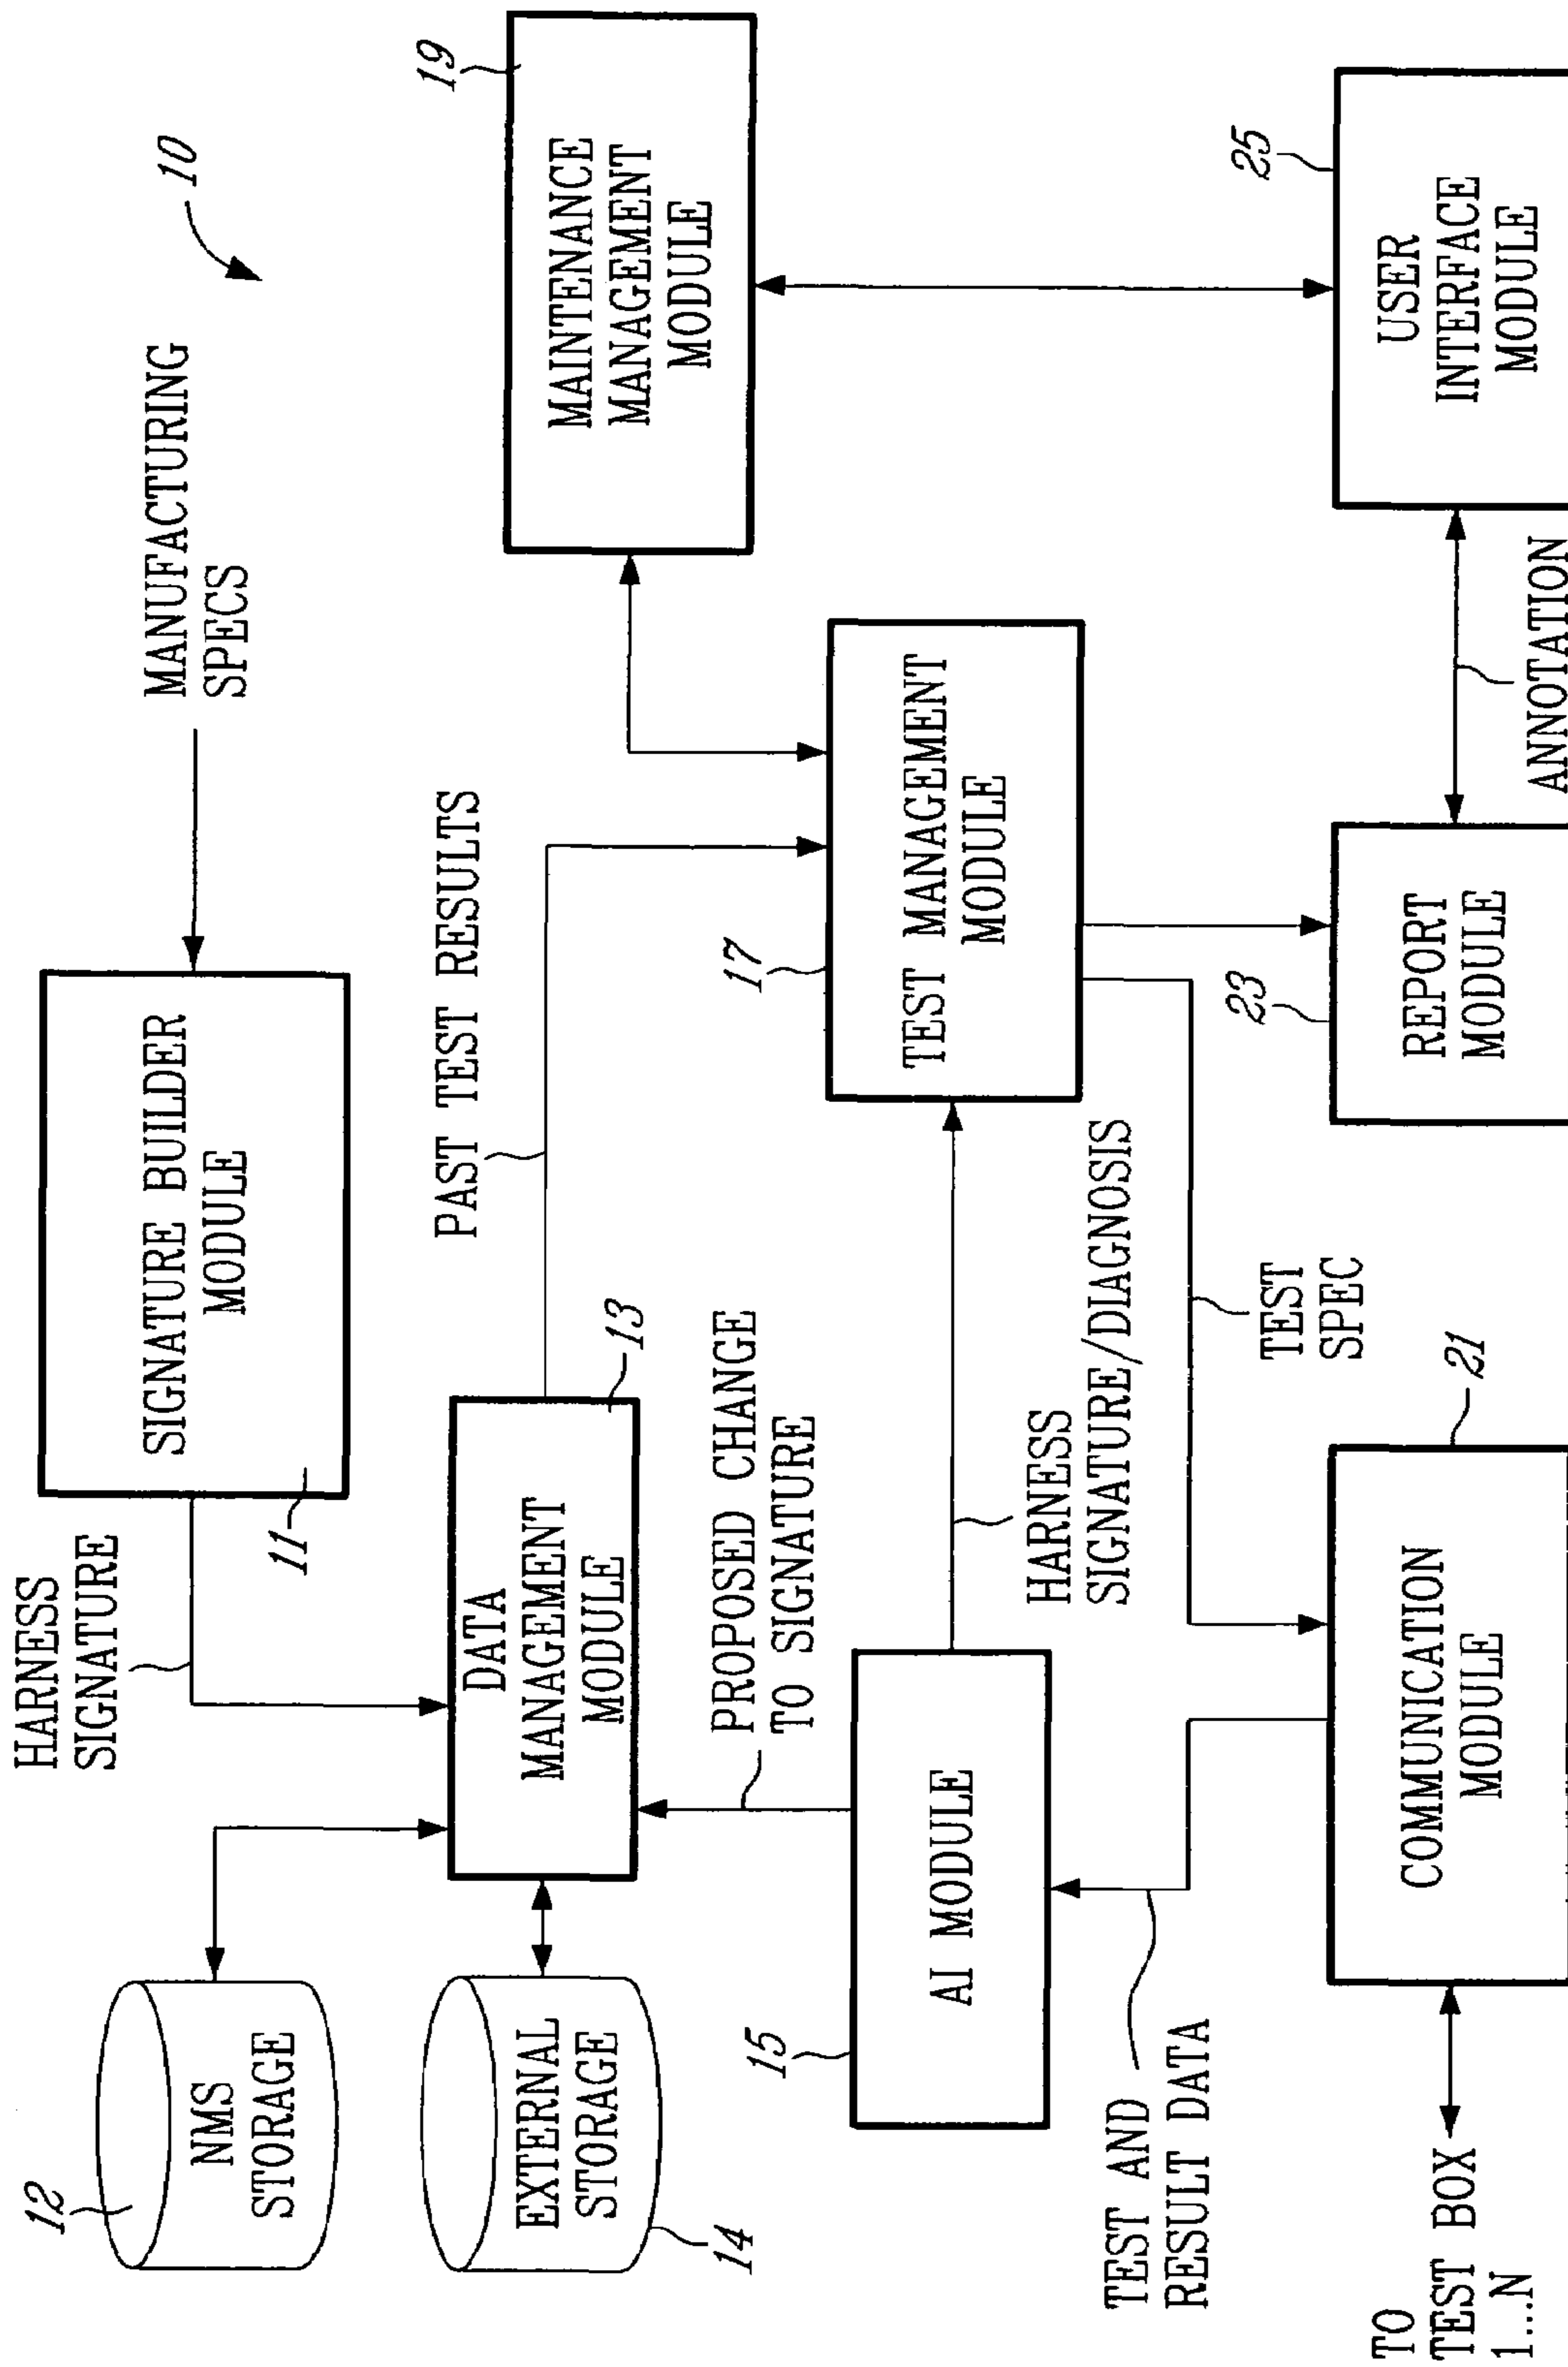 10
MANUFACTURING
SPECS
SIGNATURE BUILDER
MODULE
11
HARNESS
SIGNATURE
12
NMS
STORAGE
EXTERNAL
STORAGE
14
DATA
MANAGEMENT
MODULE
13
PAST TEST RESULTS
19
MAINTENANCE
MANAGEMENT
MODULE
PROPOSED CHANGE
TO SIGNATURE
15
AI MODULE
HARNESS
SIGNATURE/DIAGNOSIS
17
TEST MANAGEMENT
MODULE
TEST AND
RESULT DATA
TEST
SPEC
TO
TEST BOX
1...N
COMMUNICATION
MODULE
21
23
REPORT
MODULE
ANNOTATION
25
USER
INTERFACE
MODULE